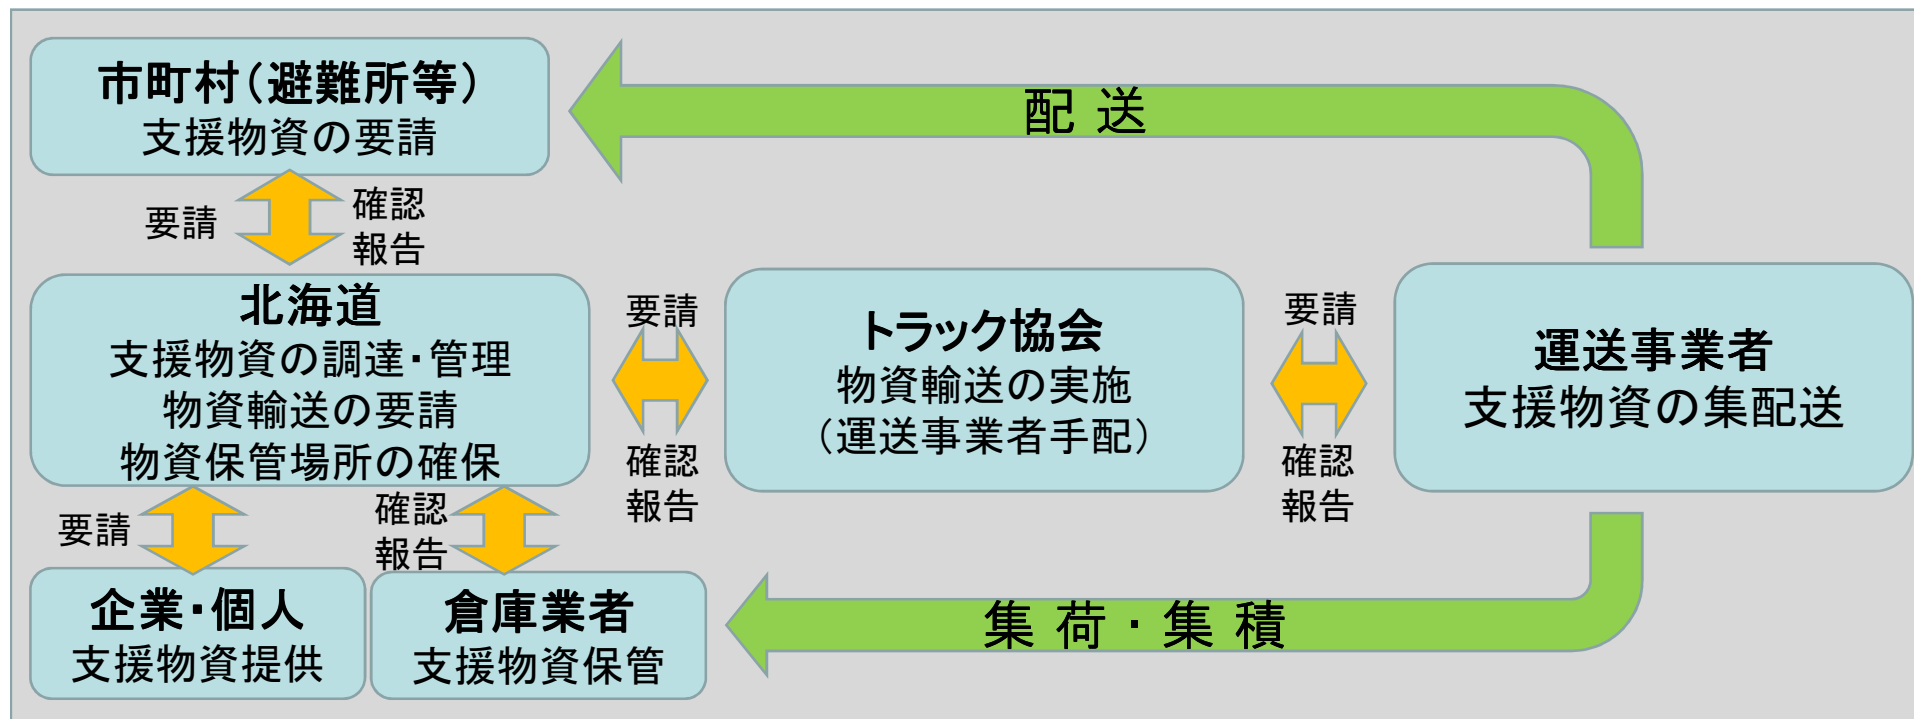 市町村（避難所等）
支援物資の要請
配 送
要請
確認
報告
北海道
支援物資の調達・管理
物資輸送の要請
物資保管場所の確保
要請
確認
報告
トラック協会
物資輸送の実施
（運送事業者手配）
要請
確認
報告
運送事業者
支援物資の集配送
要請
確認
報告
企業・個人
支援物資提供
倉庫業者
支援物資保管
集 荷 ・ 集 積